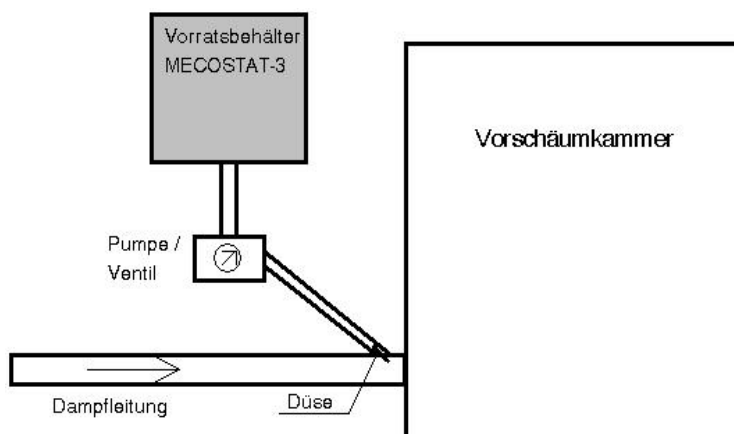 Vorratsbehälter
MECOSTAT-3
Vorschäumkammer
Pumpe /
Ventil
Dampfleitung
Düse